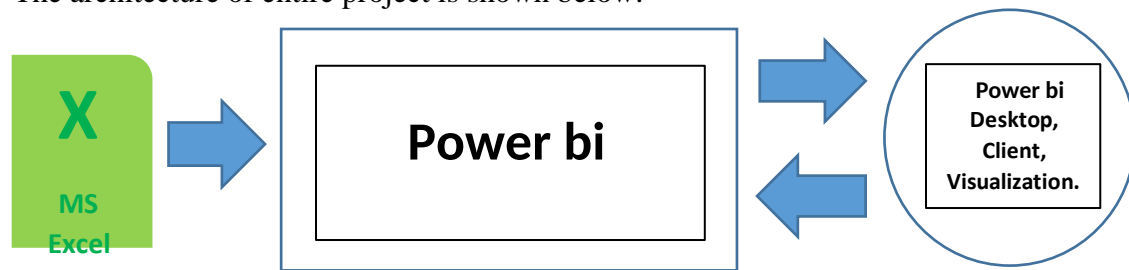 The architecture of entire project is shown below:
X
MS
Excel
Power bi
Power bi
Desktop,
Client,
Visualization.